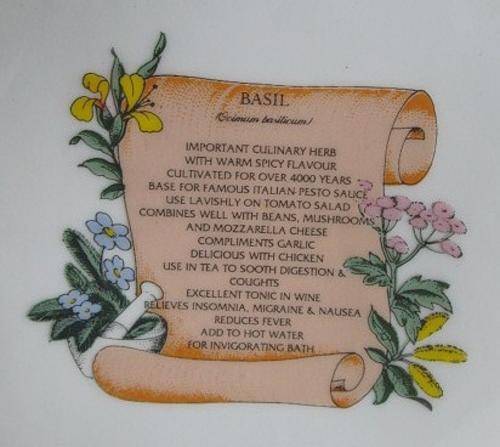 BASIL
(Ocimum basilicum)
IMPORTANT CULINARY HERB
WITH WARM SPICY FLAVOUR
CULTIVATED FOR OVER 4000 YEARS
BASE FOR FAMOUS ITALIAN PESTO SAUCE
USE LAVISHLY ON TOMATO SALAD
COMBINES WELL WITH BEANS, MUSHROOMS
AND MOZZARELLA CHEESE
COMPLIMENTS GARLIC
DELICIOUS WITH CHICKEN
USE IN TEA TO SOOTH DIGESTION &
COUGHTS
EXCELLENT TONIC IN WINE
RELIEVES INSOMNIA, MIGRAINE & NAUSEA
REDUCES FEVER
ADD TO HOT WATER
FOR INVIGORATING BATH